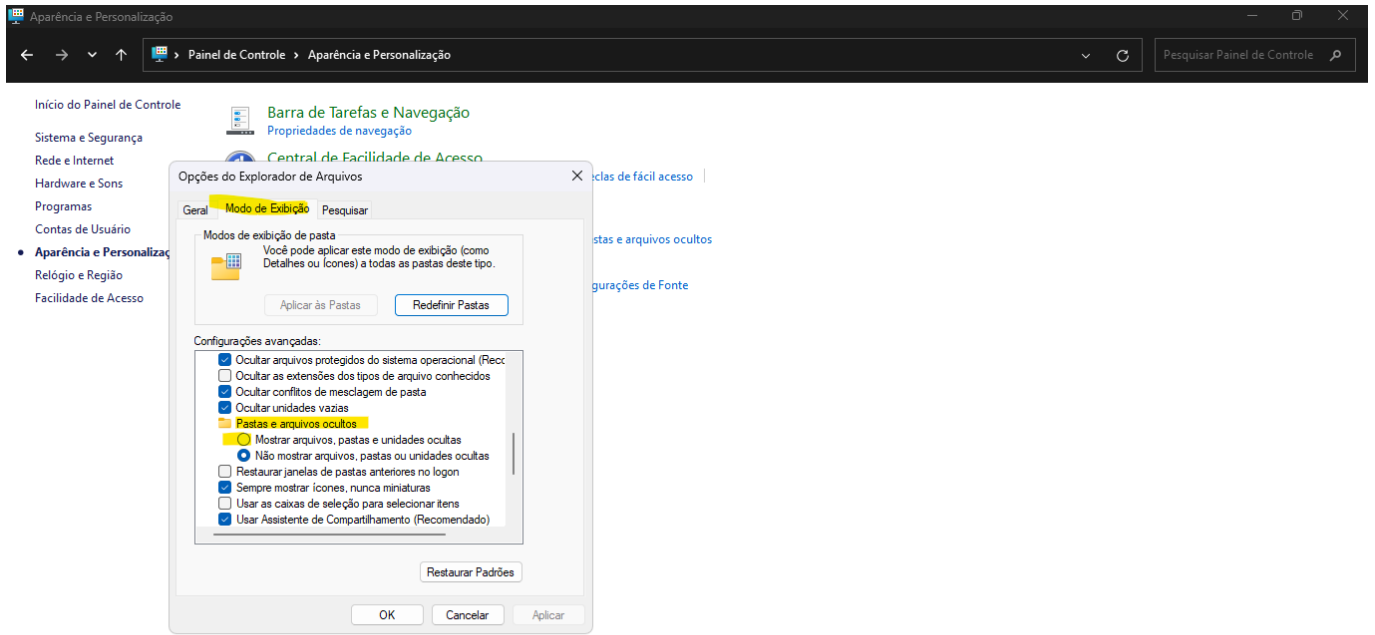 Aparência e Personalização
Painel de Controle > Aparência e Personalização
Pesquisar Painel de Controle
Início do Painel de Controle
Sistema e Segurança
Rede e Internet
Hardware e Sons
Programas
Contas de Usuário
Aparência e Personalizaç
Relógio e Região
Facilidade de Acesso
Barra de Tarefas e Navegação
Propriedades de navegação
Central de Facilidade de Acesso
eclas de fácil acesso
astas e arquivos ocultos
gurações de Fonte
Opções do Explorador de Arquivos
Geral Modo de Exibição Pesquisar
Modos de exibição de pasta
Você pode aplicar este modo de exibição (como
Detalhes ou Ícones) a todas as pastas deste tipo.
Aplicar às Pastas Redefinir Pastas
Configurações avançadas:
Ocultar arquivos protegidos do sistema operacional (Recc
Ocultar as extensões dos tipos de arquivo conhecidos
Ocultar conflitos de mesclagem de pasta
Ocultar unidades vazias
Pastas e arquivos ocultos
Mostrar arquivos, pastas e unidades ocultas
Não mostrar arquivos, pastas ou unidades ocultas
Restaurar janelas de pastas anteriores no logon
Sempre mostrar ícones, nunca miniaturas
Usar as caixas de seleção para selecionar itens
Usar Assistente de Compartilhamento (Recomendado)
Restaurar Padrões
OK Cancelar Aplicar